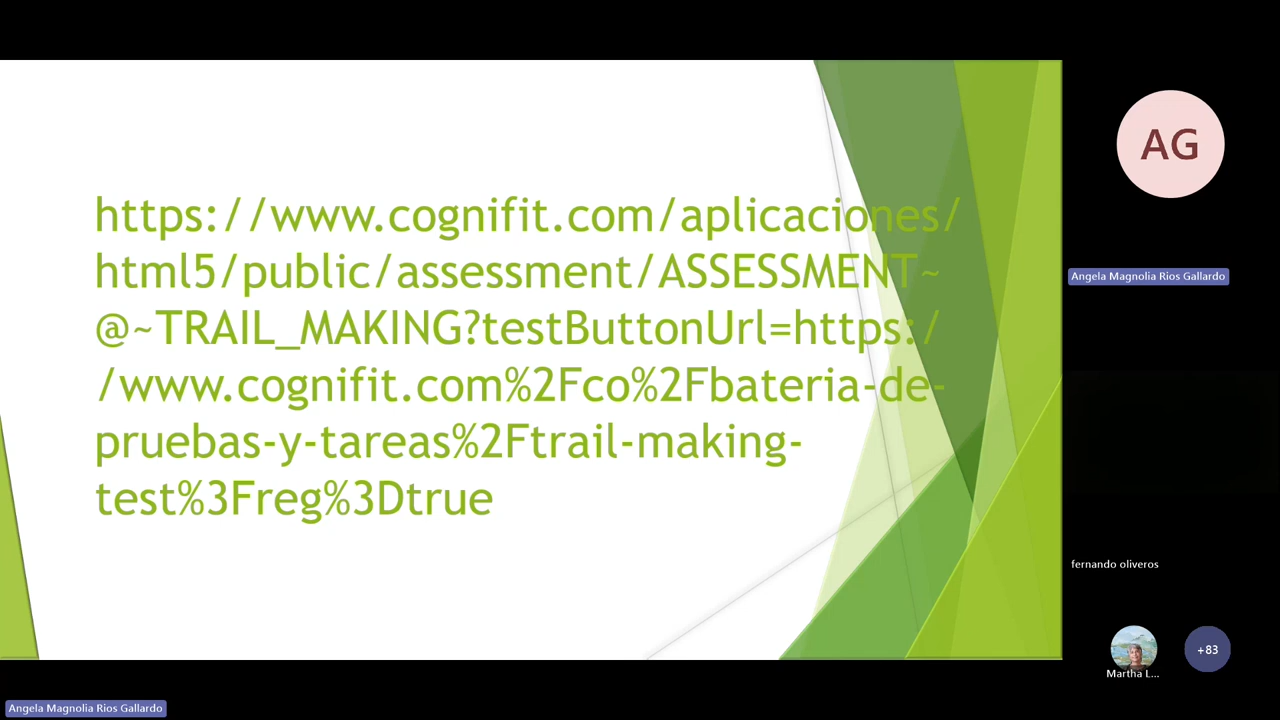 https://www.cognifit.com/aplicaciones/
html5/public/assessment/ASSESSMENT~
@~TRAIL_MAKING?testButtonUrl=https:/
/www.cognifit.com%2Fco%2Fbateria-de-
pruebas-y-tareas%2Ftrail-making-
test%3Freg%3Dtrue
AG
Angela Magnolia Rios Gallardo
fernando oliveros
Martha L...
+83
Angela Magnolia Rios Gallardo